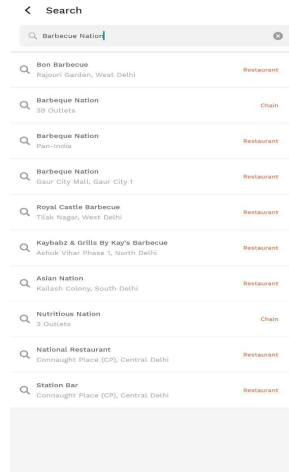 Search
Barbecue Nation
Bon Barbecue
Rajouri Garden, West Delhi
Restaurant
Barbeque Nation
39 Outlets
Chain
Barbeque Nation
Pan-India
Restaurant
Barbeque Nation
Gaur City Mall, Gaur City 1
Restaurant
Royal Castle Barbecue
Tilak Nagar, West Delhi
Restaurant
Kaybabz & Grills By Kay's Barbecue
Ashok Vihar Phase 1, North Delhi
Restaurant
Asian Nation
Kailash Colony, South Delhi
Restaurant
Nutritious Nation
3 Outlets
Chain
National Restaurant
Connaught Place (CP), Central Delhi
Restaurant
Station Bar
Connaught Place (CP), Central Delhi
Restaurant